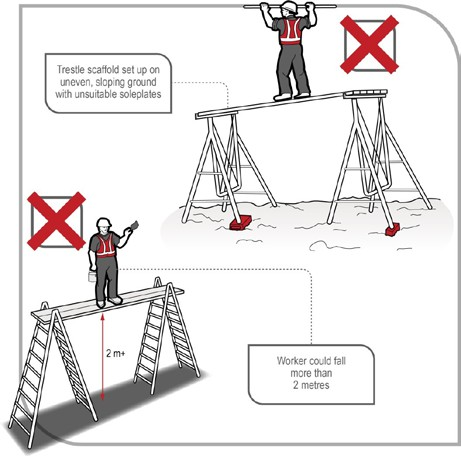 Trestle scaffold set up on
uneven, sloping ground
with unsuitable soleplates
2 m+
Worker could fall
more than
2 metres